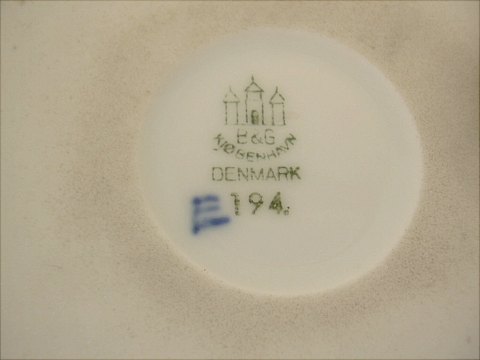 B&G
KJØBENHAVN
DENMARK
E 194.